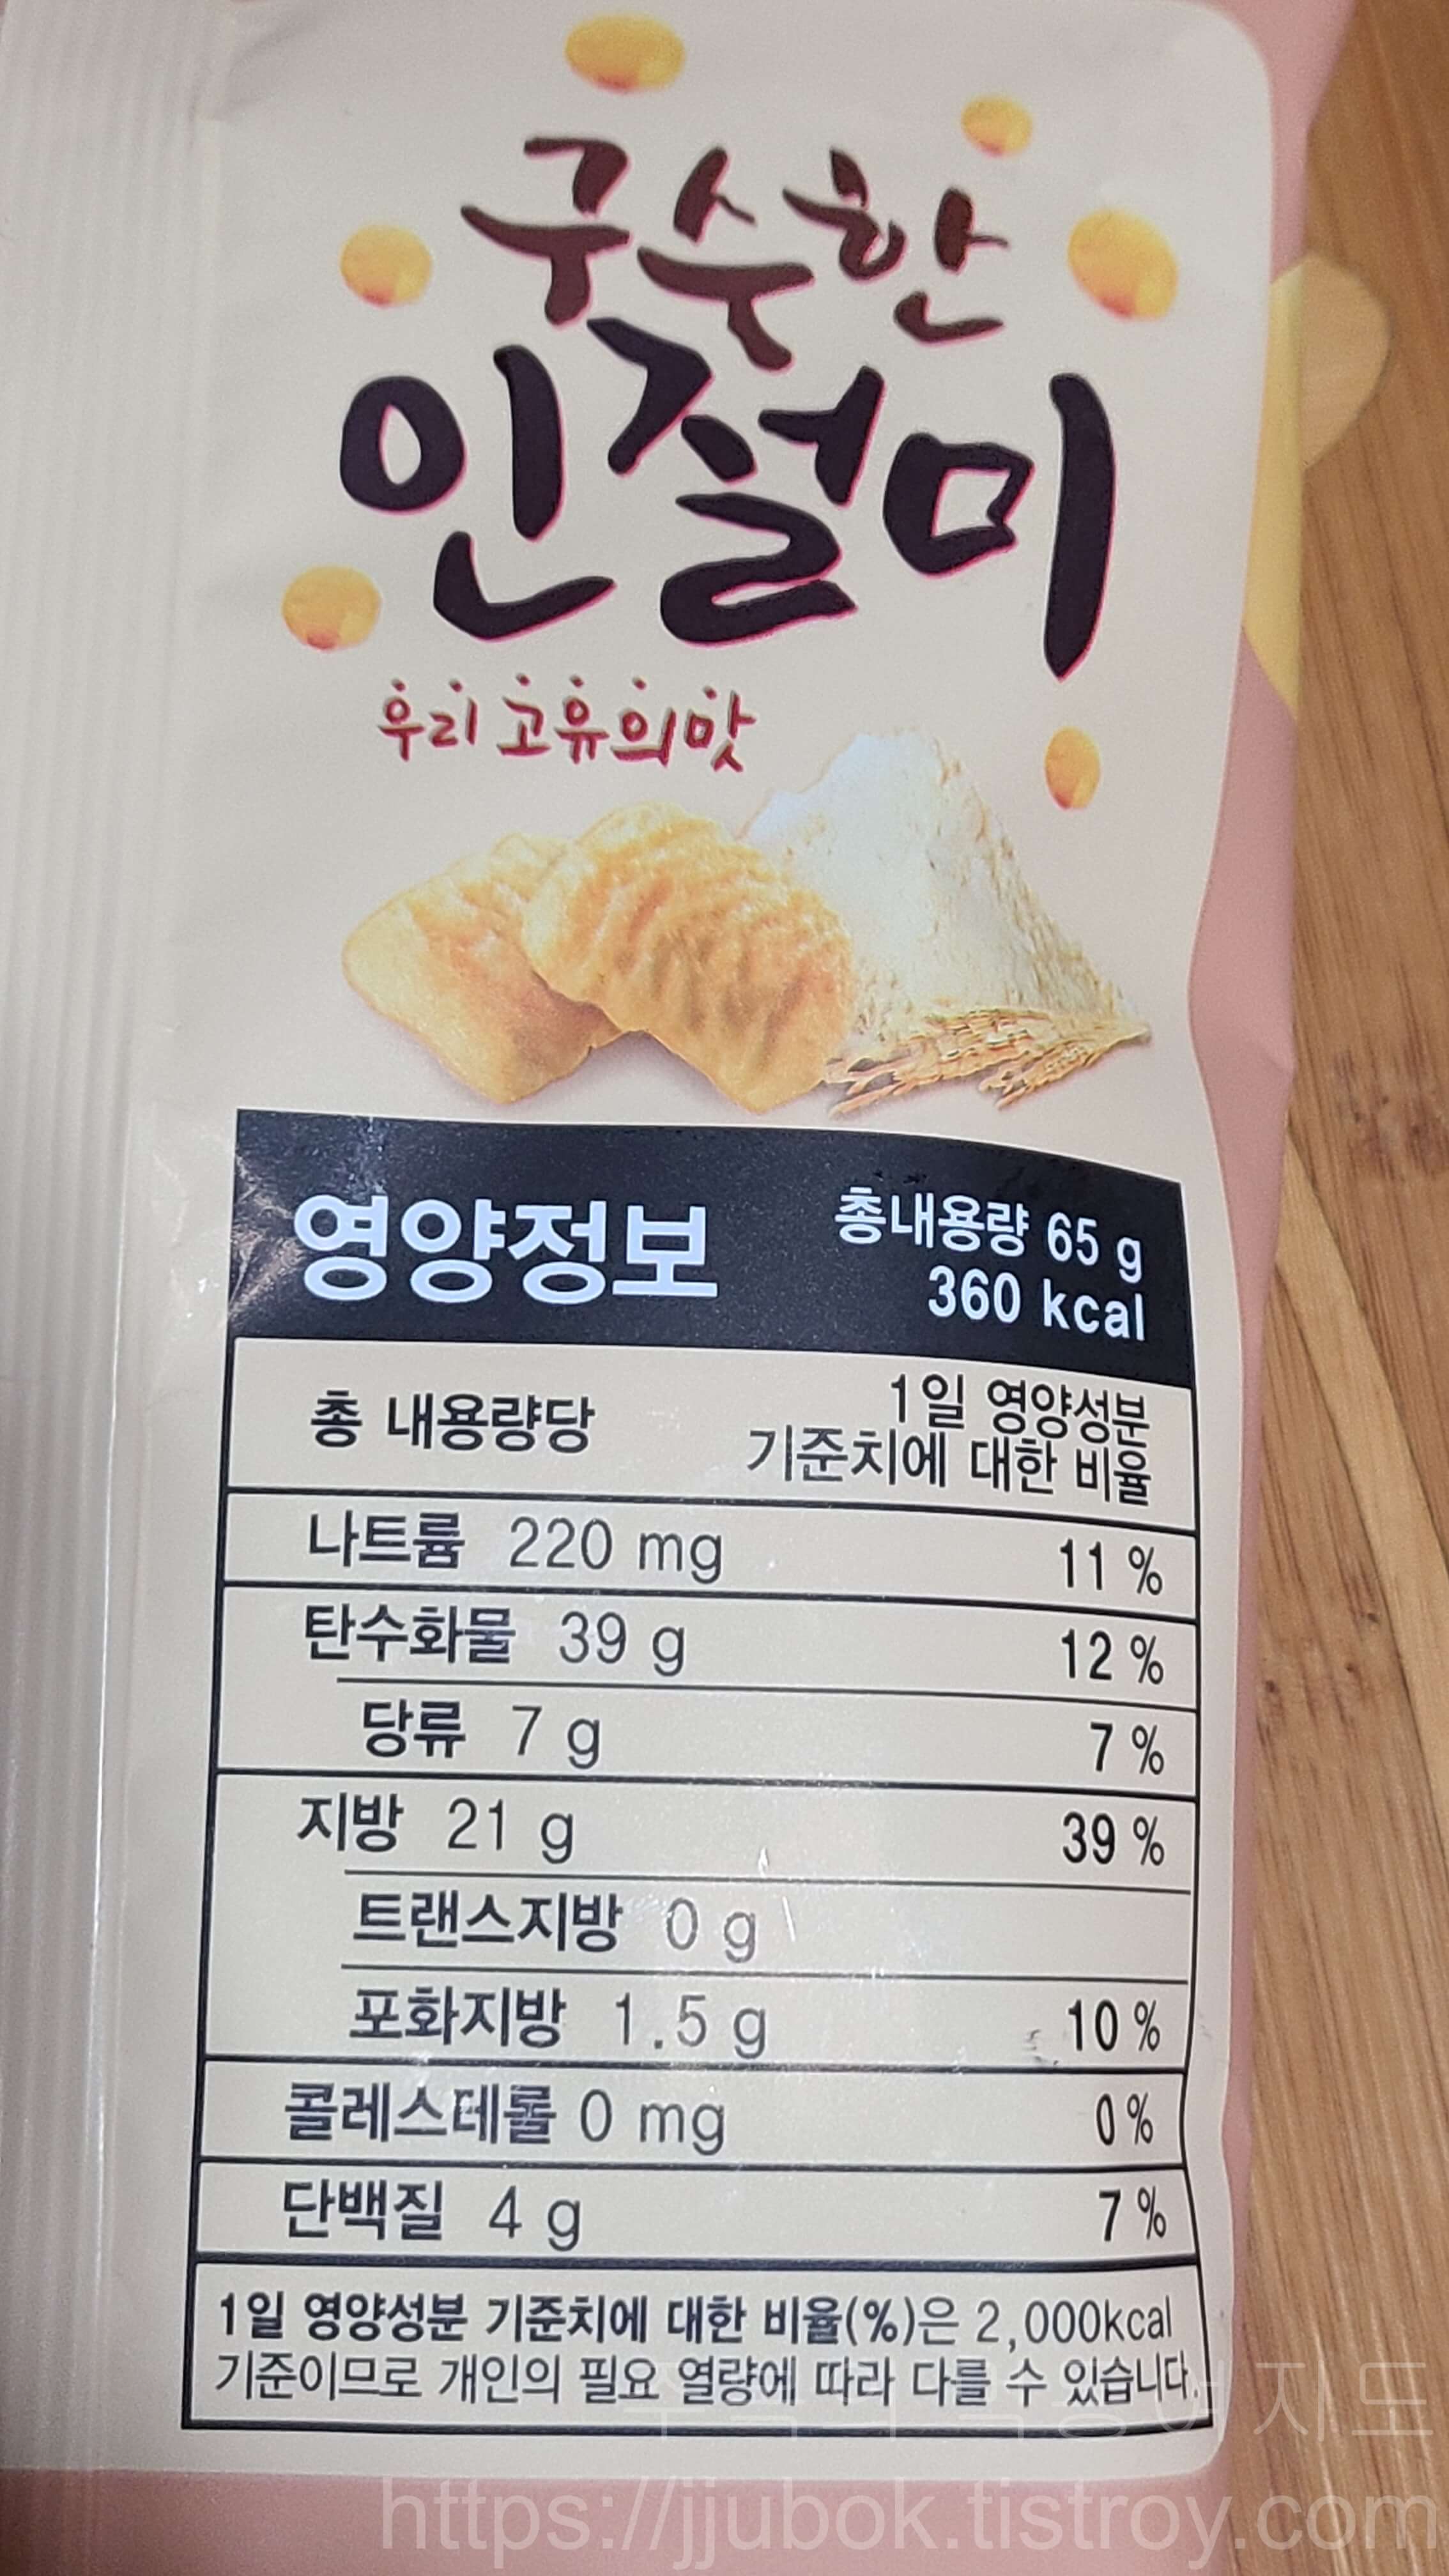 구수한
인절미
우리 고유의 맛
영양정보
총내용량 65 g
360 kcal
총 내용량당
1일 영양성분
기준치에 대한 비율
나트륨 220 mg 11 %
탄수화물 39 g 12 %
당류 7 g 7 %
지방 21 g 39 %
트랜스지방 0 g
포화지방 1.5 g 10 %
콜레스테롤 0 mg 0 %
단백질 4 g 7 %
1일 영양성분 기준치에 대한 비율(%)은 2,000kcal
기준이므로 개인의 필요 열량에 따라 다를 수 있습니다.
https://jjubok.tistroy.com